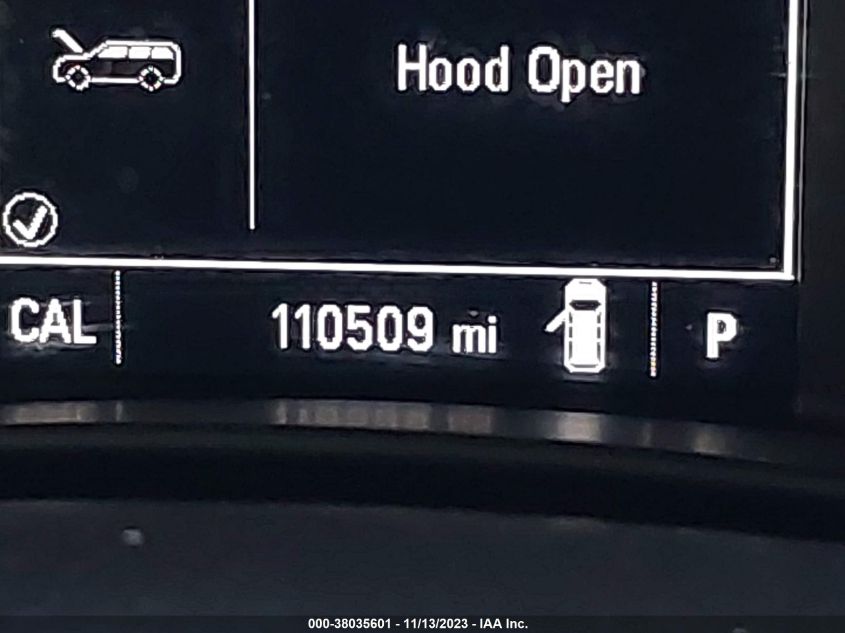 Hood Open
CAL 110509 mi P
000-38035601 - 11/13/2023 - IAA Inc.